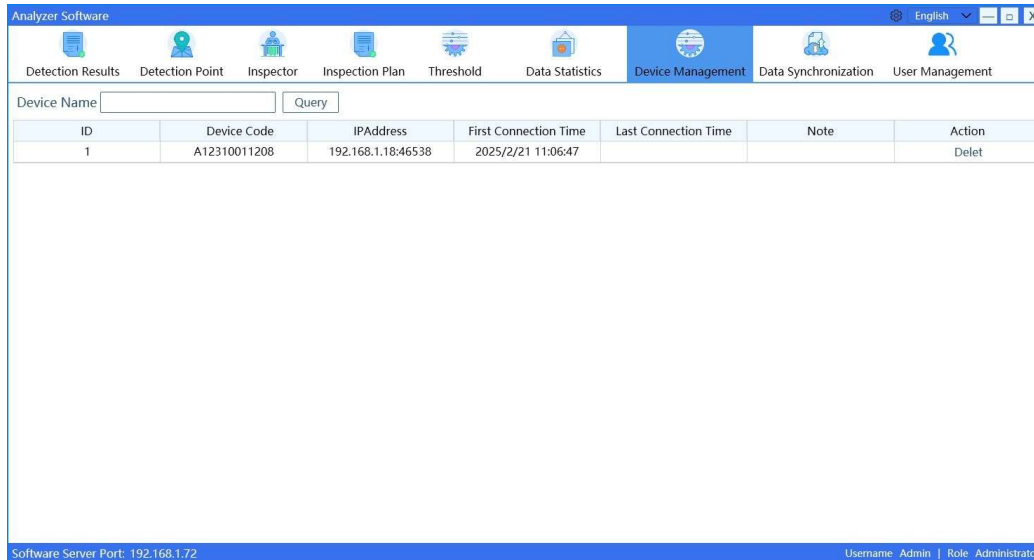 Analyzer Software English
Detection Results Detection Point Inspector Inspection Plan Threshold Data Statistics Device Management Data Synchronization User Management
Device Name Query
ID Device Code IPAddress First Connection Time Last Connection Time Note Action
1 A12310011208 192.168.1.18:46538 2025/2/21 11:06:47 Delet
Software Server Port: 192.168.1.72 Username Admin | Role Administrato